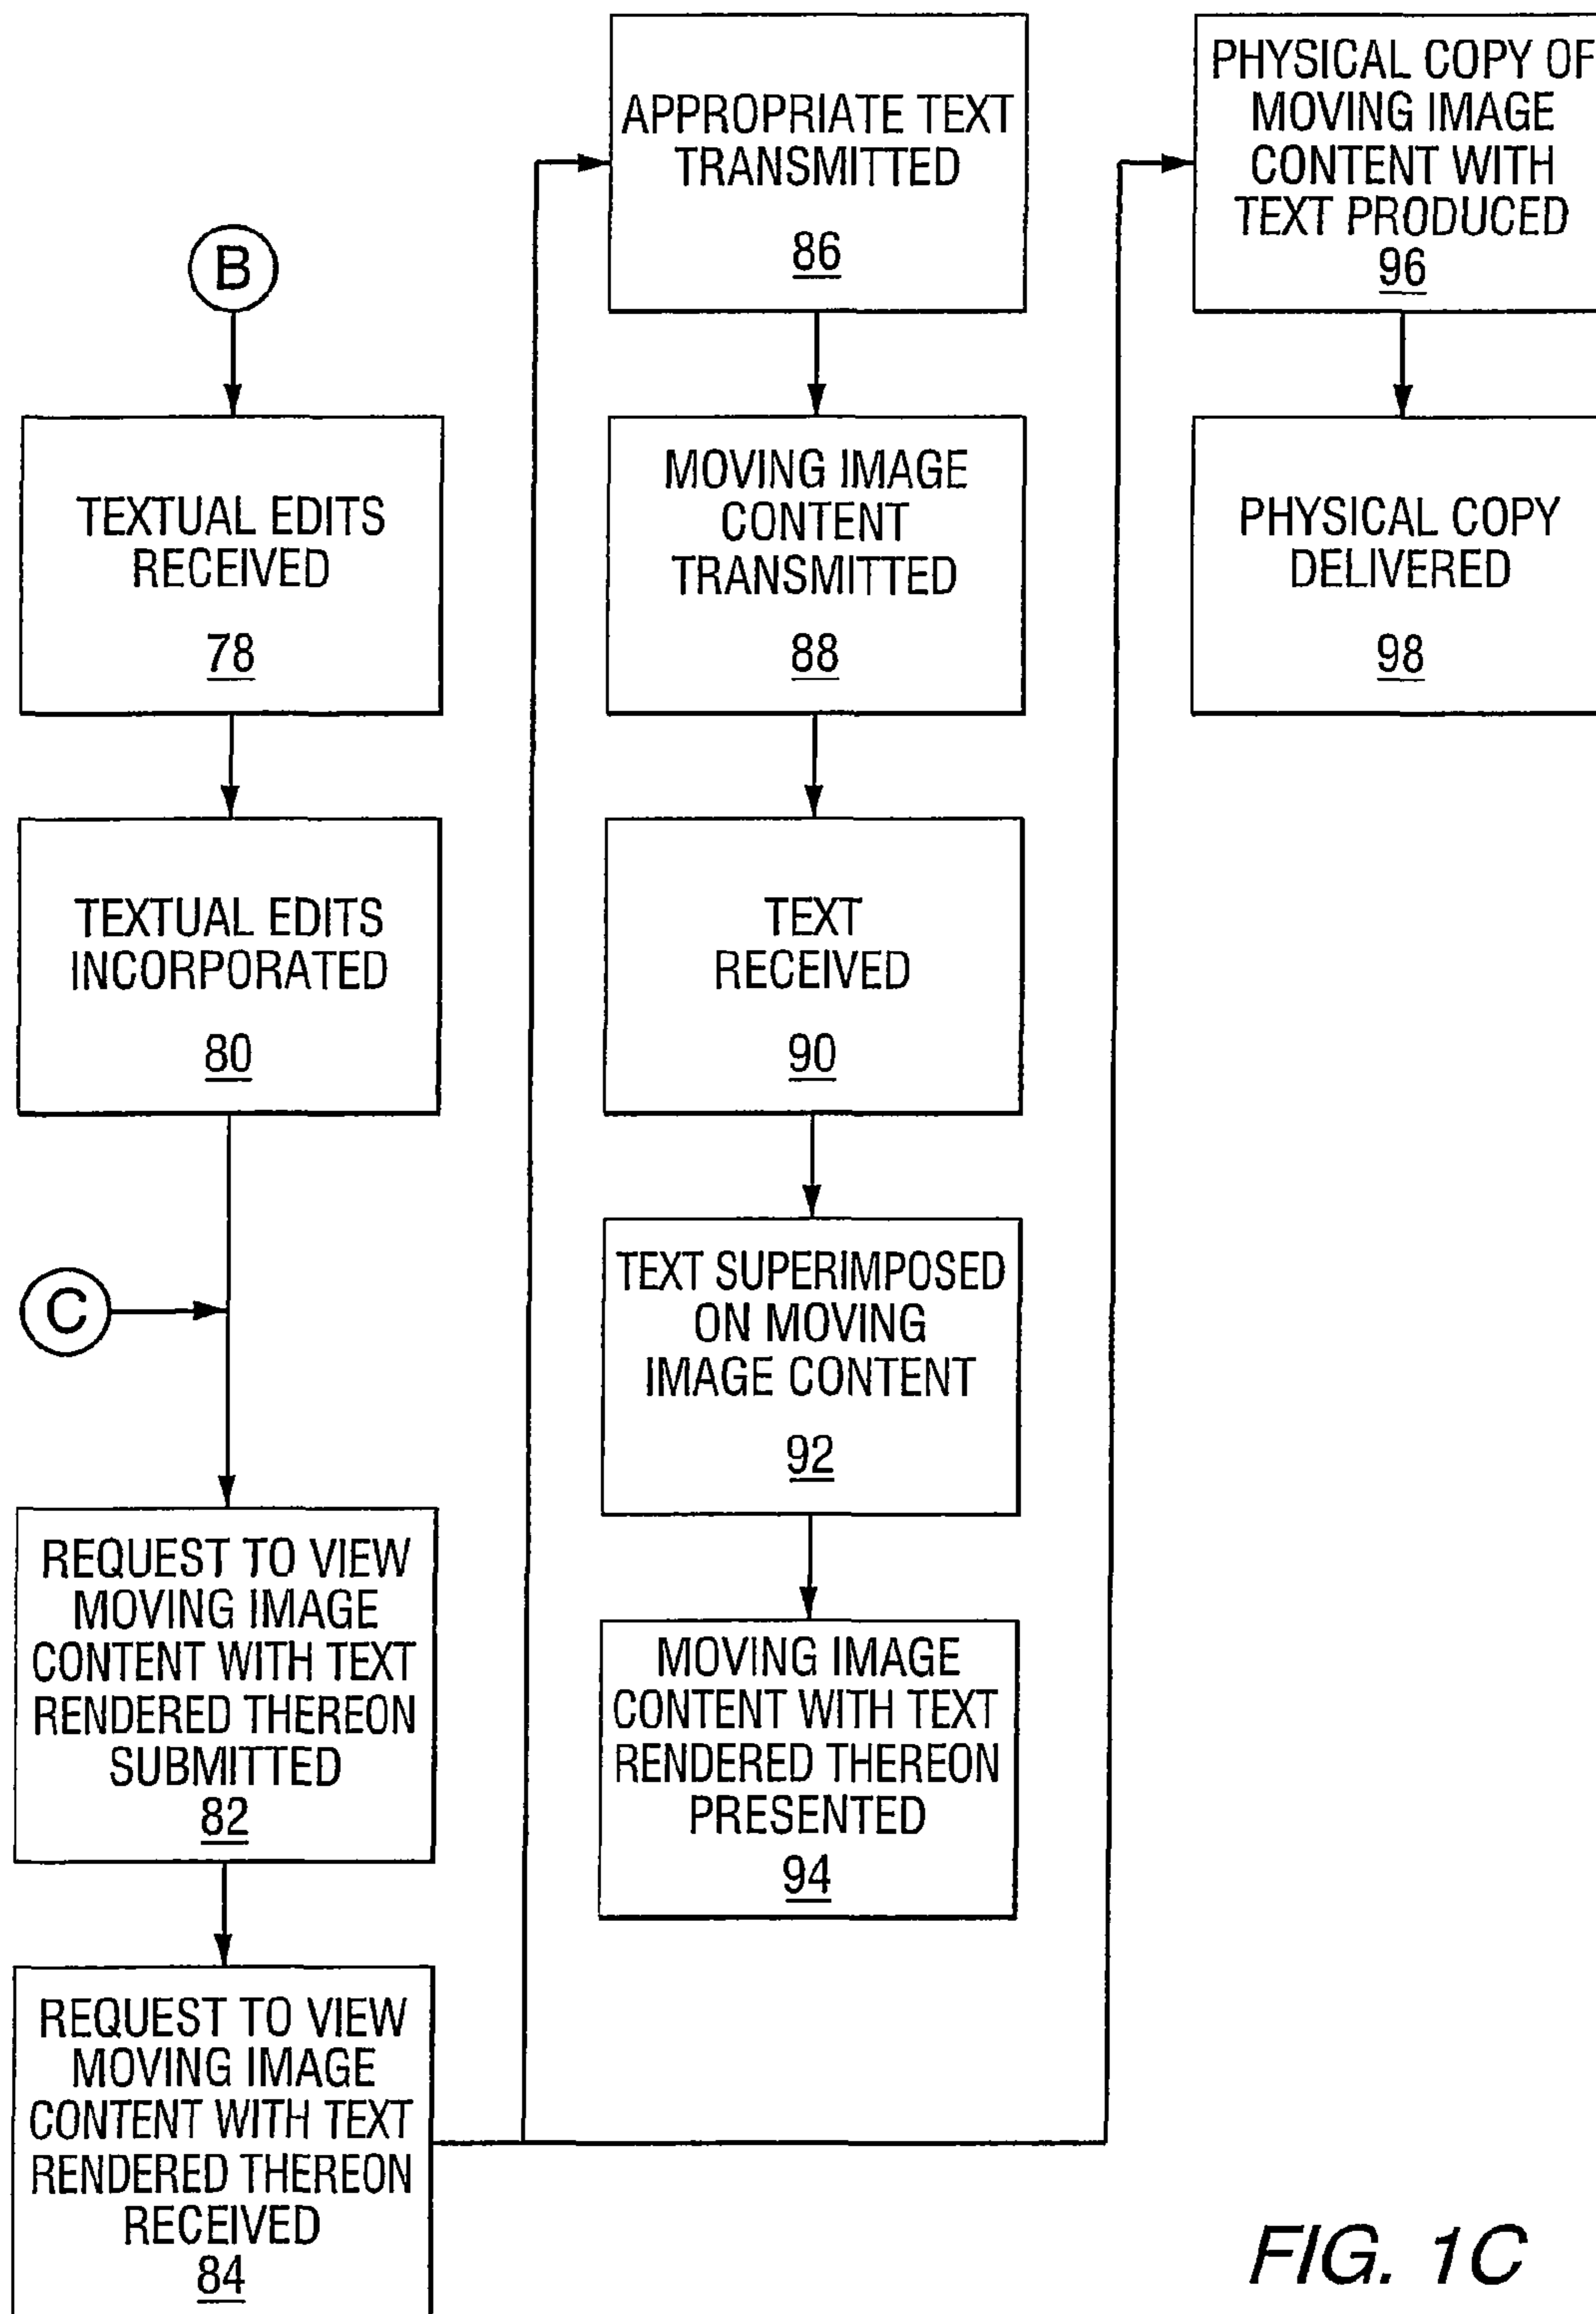 B
TEXTUAL EDITS
RECEIVED
78
TEXTUAL EDITS
INCORPORATED
80
C
REQUEST TO VIEW
MOVING IMAGE
CONTENT WITH TEXT
RENDERED THEREON
SUBMITTED
82
REQUEST TO VIEW
MOVING IMAGE
CONTENT WITH TEXT
RENDERED THEREON
RECEIVED
84
APPROPRIATE TEXT
TRANSMITTED
86
MOVING IMAGE
CONTENT
TRANSMITTED
88
TEXT
RECEIVED
90
TEXT SUPERIMPOSED
ON MOVING
IMAGE CONTENT
92
MOVING IMAGE
CONTENT WITH TEXT
RENDERED THEREON
PRESENTED
94
PHYSICAL COPY OF
MOVING IMAGE
CONTENT WITH
TEXT PRODUCED
96
PHYSICAL COPY
DELIVERED
98
FIG. 1C